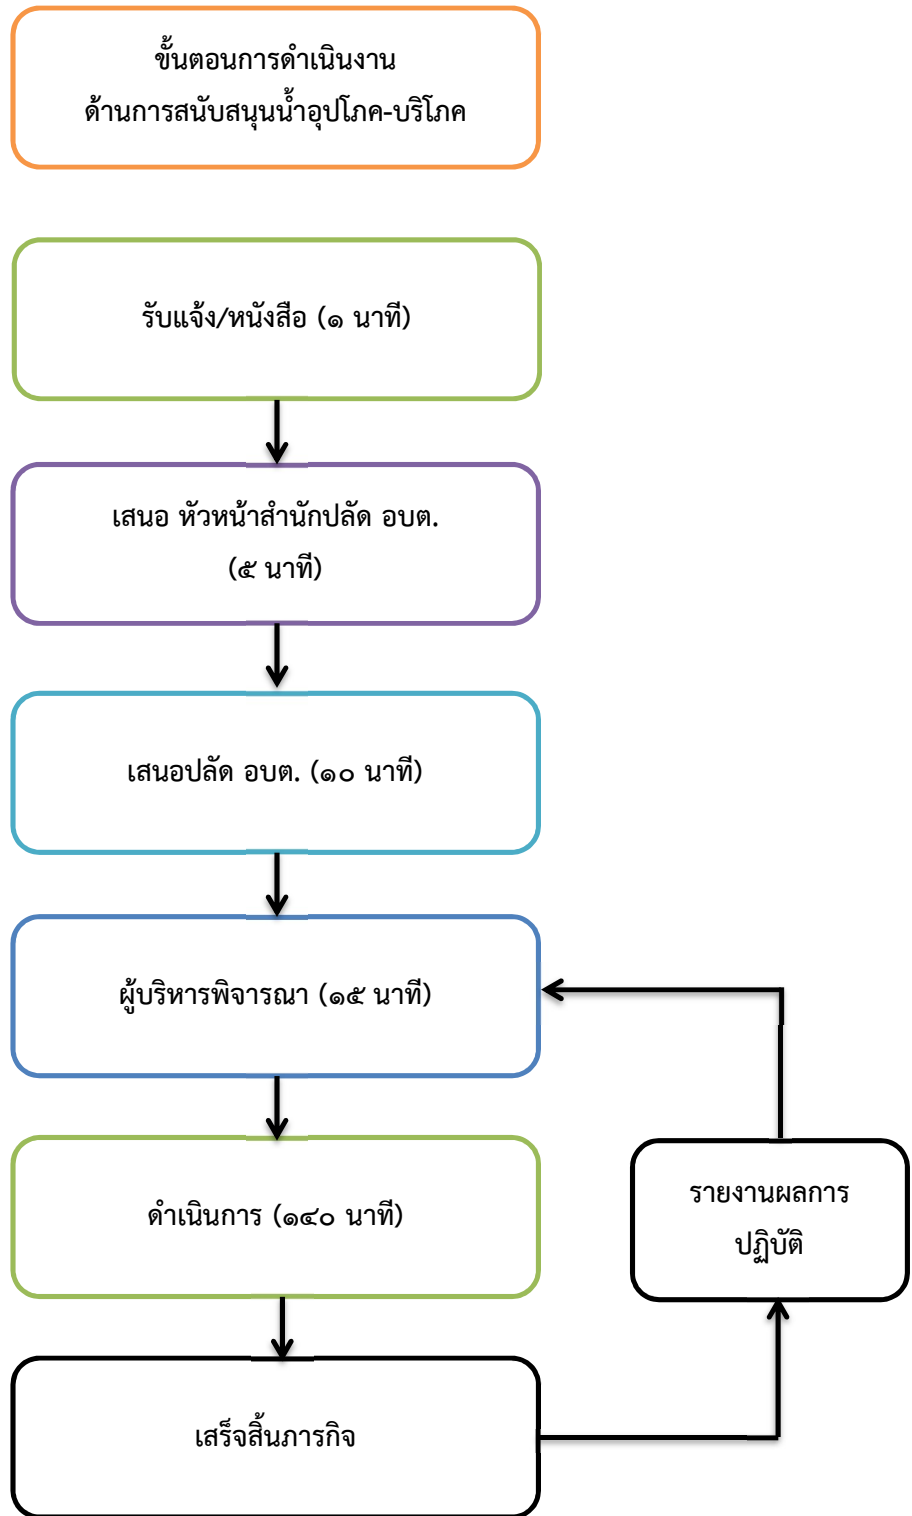 ขั้นตอนการดำเนินงาน
ด้านการสนับสนุนน้ำอุปโภค-บริโภค
รับแจ้ง/หนังสือ (๑ นาที)
เสนอ หัวหน้าสำนักปลัด อบต.
(๕ นาที)
เสนอปลัด อบต. (๑๐ นาที)
ผู้บริหารพิจารณา (๑๕ นาที)
ดำเนินการ (๑๔๐ นาที)
รายงานผลการ
ปฏิบัติ
เสร็จสิ้นภารกิจ